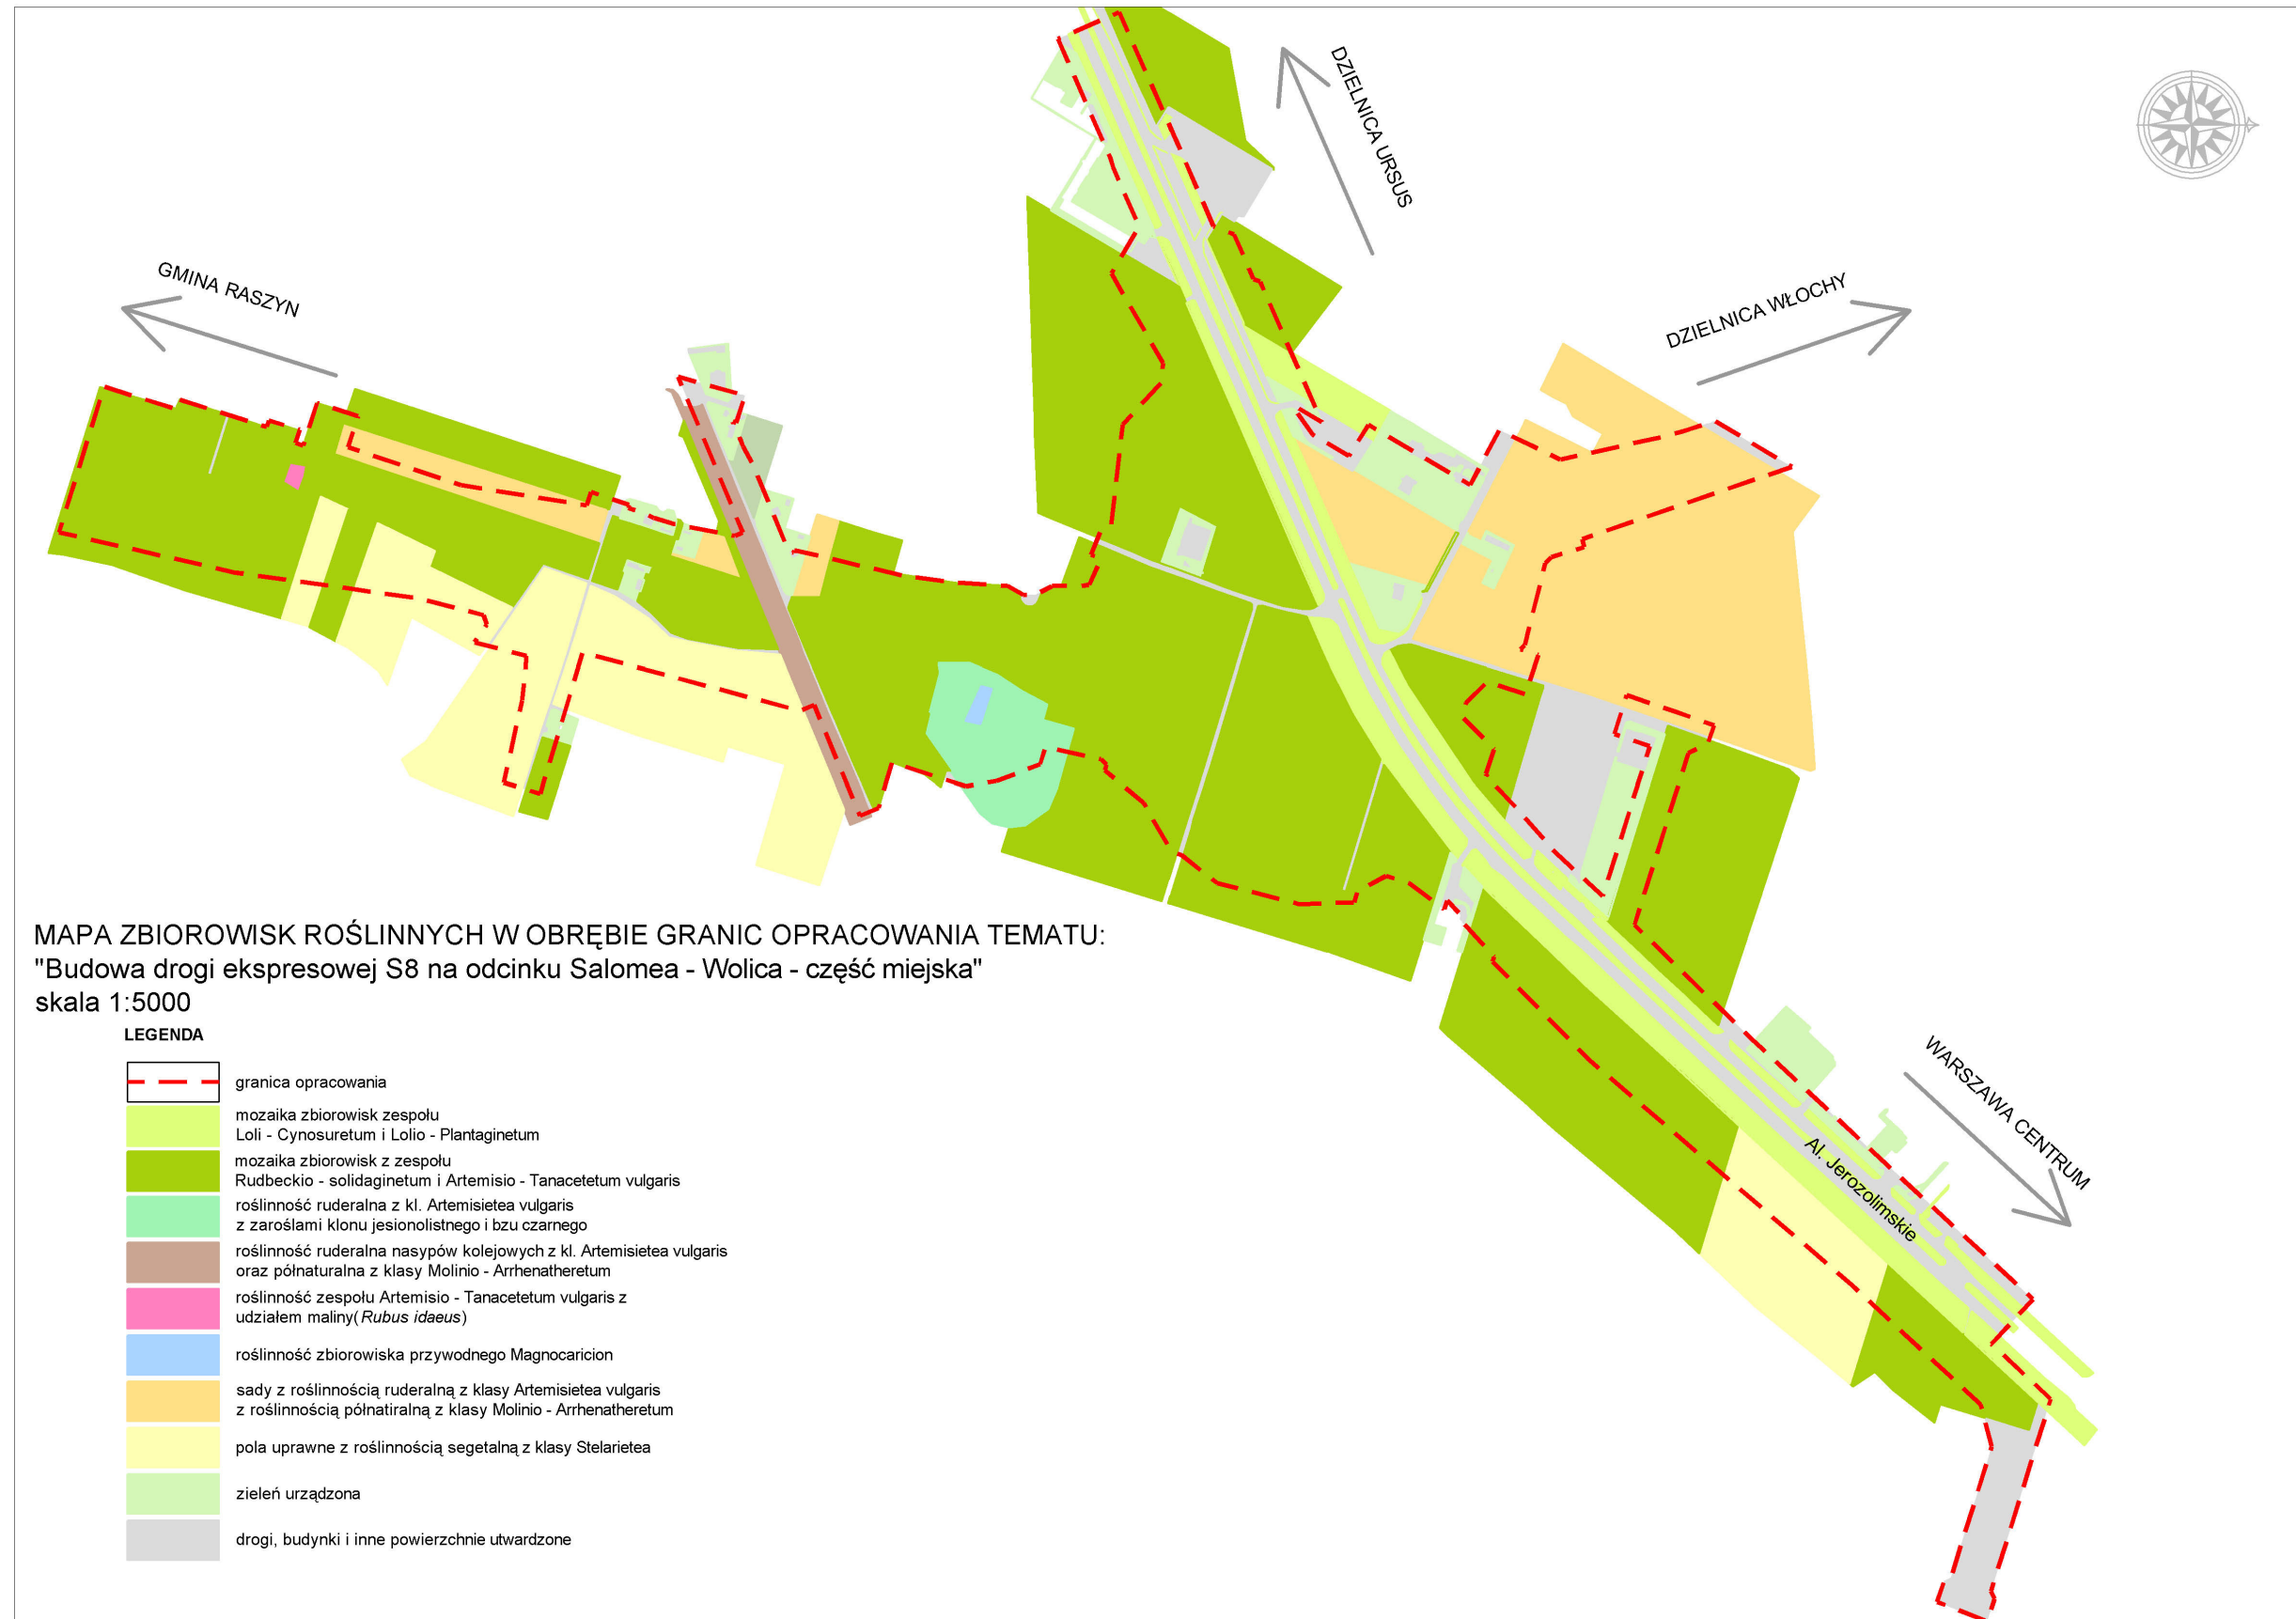 DZIELNICA URSUS
GMINA RASZYN
DZIELNICA WŁOCHY
MAPA ZBIOROWISK ROŚLINNYCH W OBRĘBIE GRANIC OPRACOWANIA TEMATU:
"Budowa drogi ekspresowej S8 na odcinku Salomea - Wolica - część miejska"
skala 1:5000
LEGENDA
granica opracowania
mozaika zbiorowisk zespołu
Loli - Cynosuretum i Lolio - Plantaginetum
mozaika zbiorowisk z zespołu
Rudbeckio - solidaginetum i Artemisio - Tanacetetum vulgaris
roślinność ruderalna z kl. Artemisietea vulgaris
z zaroślami klonu jesionolistnego i bzu czarnego
roślinność ruderalna nasypów kolejowych z kl. Artemisietea vulgaris
oraz półnaturalna z klasy Molinio - Arrhenatheretum
roślinność zespołu Artemisio - Tanacetetum vulgaris z
udziałem maliny(Rubus idaeus)
roślinność zbiorowiska przywodnego Magnocaricion
sady z roślinnością ruderalną z klasy Artemisietea vulgaris
z roślinnością półnatiralną z klasy Molinio - Arrhenatheretum
pola uprawne z roślinnością segetalną z klasy Stelarietea
zieleń urządzona
drogi, budynki i inne powierzchnie utwardzone
WARSZAWA CENTRUM
Al. Jerozolimskie